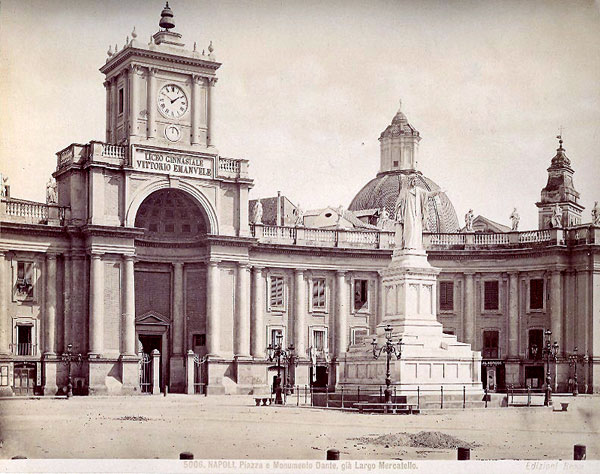 LICEO GINNASIALE
VITTORIO EMANUELE
5006. NAPOLI. Piazza e Monumento Dante, già Largo Mercatello.
Edizioni